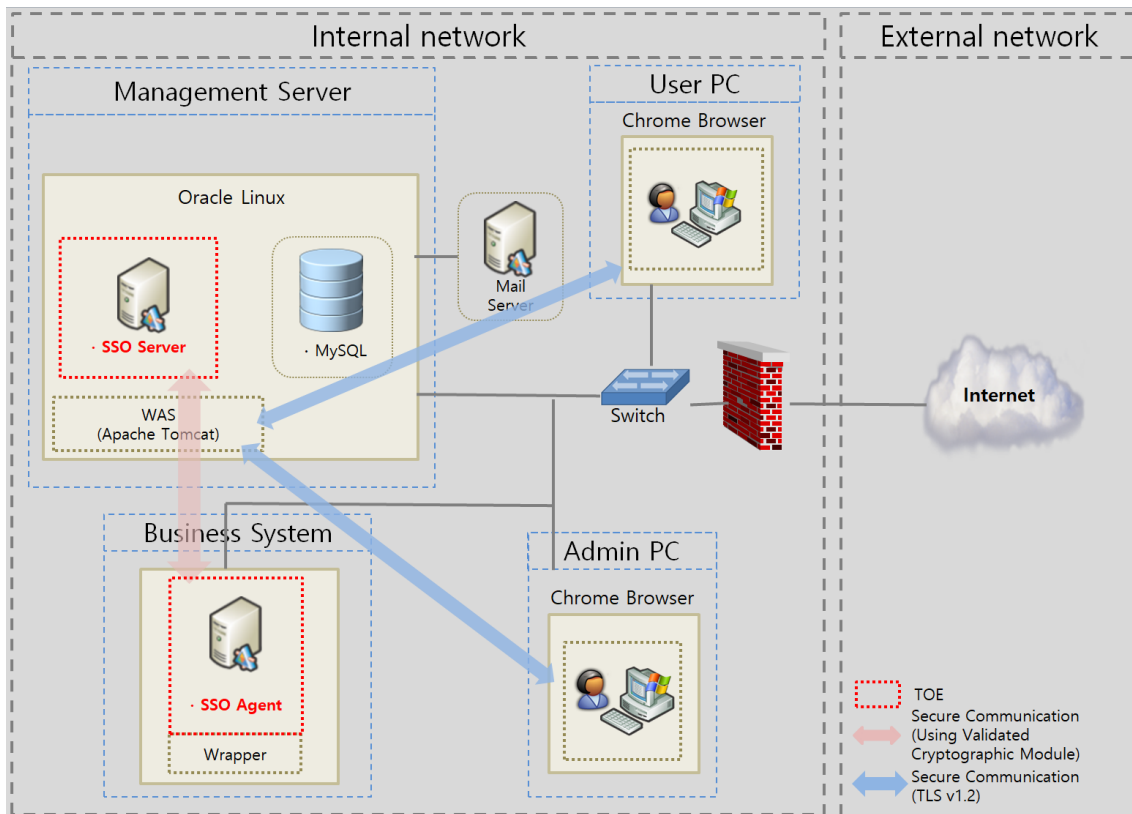 Internal network
External network
Management Server
User PC
Chrome Browser
Oracle Linux
Mail
Server
· SSO Server
· MySQL
WAS
(Apache Tomcat)
Switch
Internet
Business System
Admin PC
Chrome Browser
· SSO Agent
Wrapper
TOE
Secure Communication
(Using Validated
Cryptographic Module)
Secure Communication
(TLS v1.2)